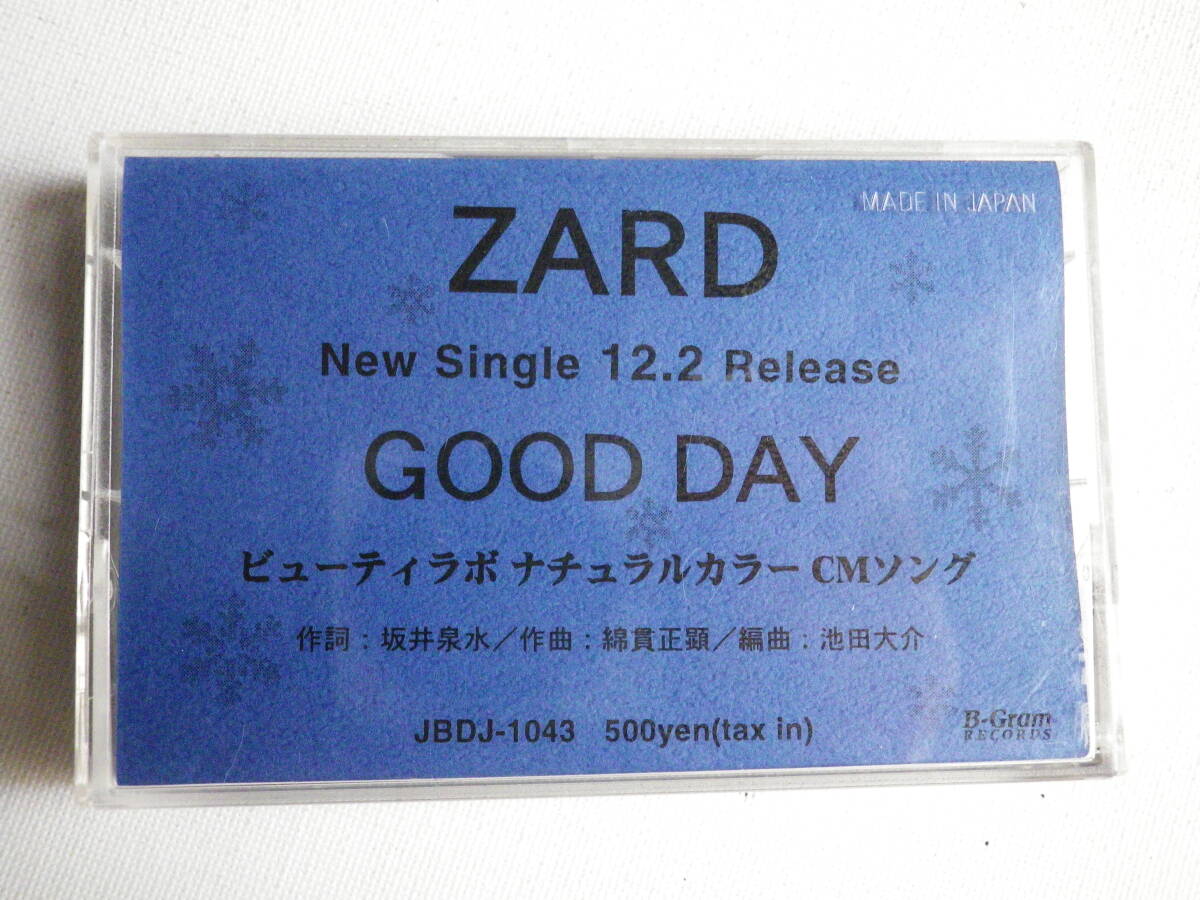 MADE IN JAPAN
ZARD
New Single 12.2 Release
GOOD DAY
ビューティラボ ナチュラルカラー CMソング
作詞：坂井泉水／作曲：綿貫正顕／編曲：池田大介
JBDJ-1043 500yen(tax in)
B-Gram
RECORDS